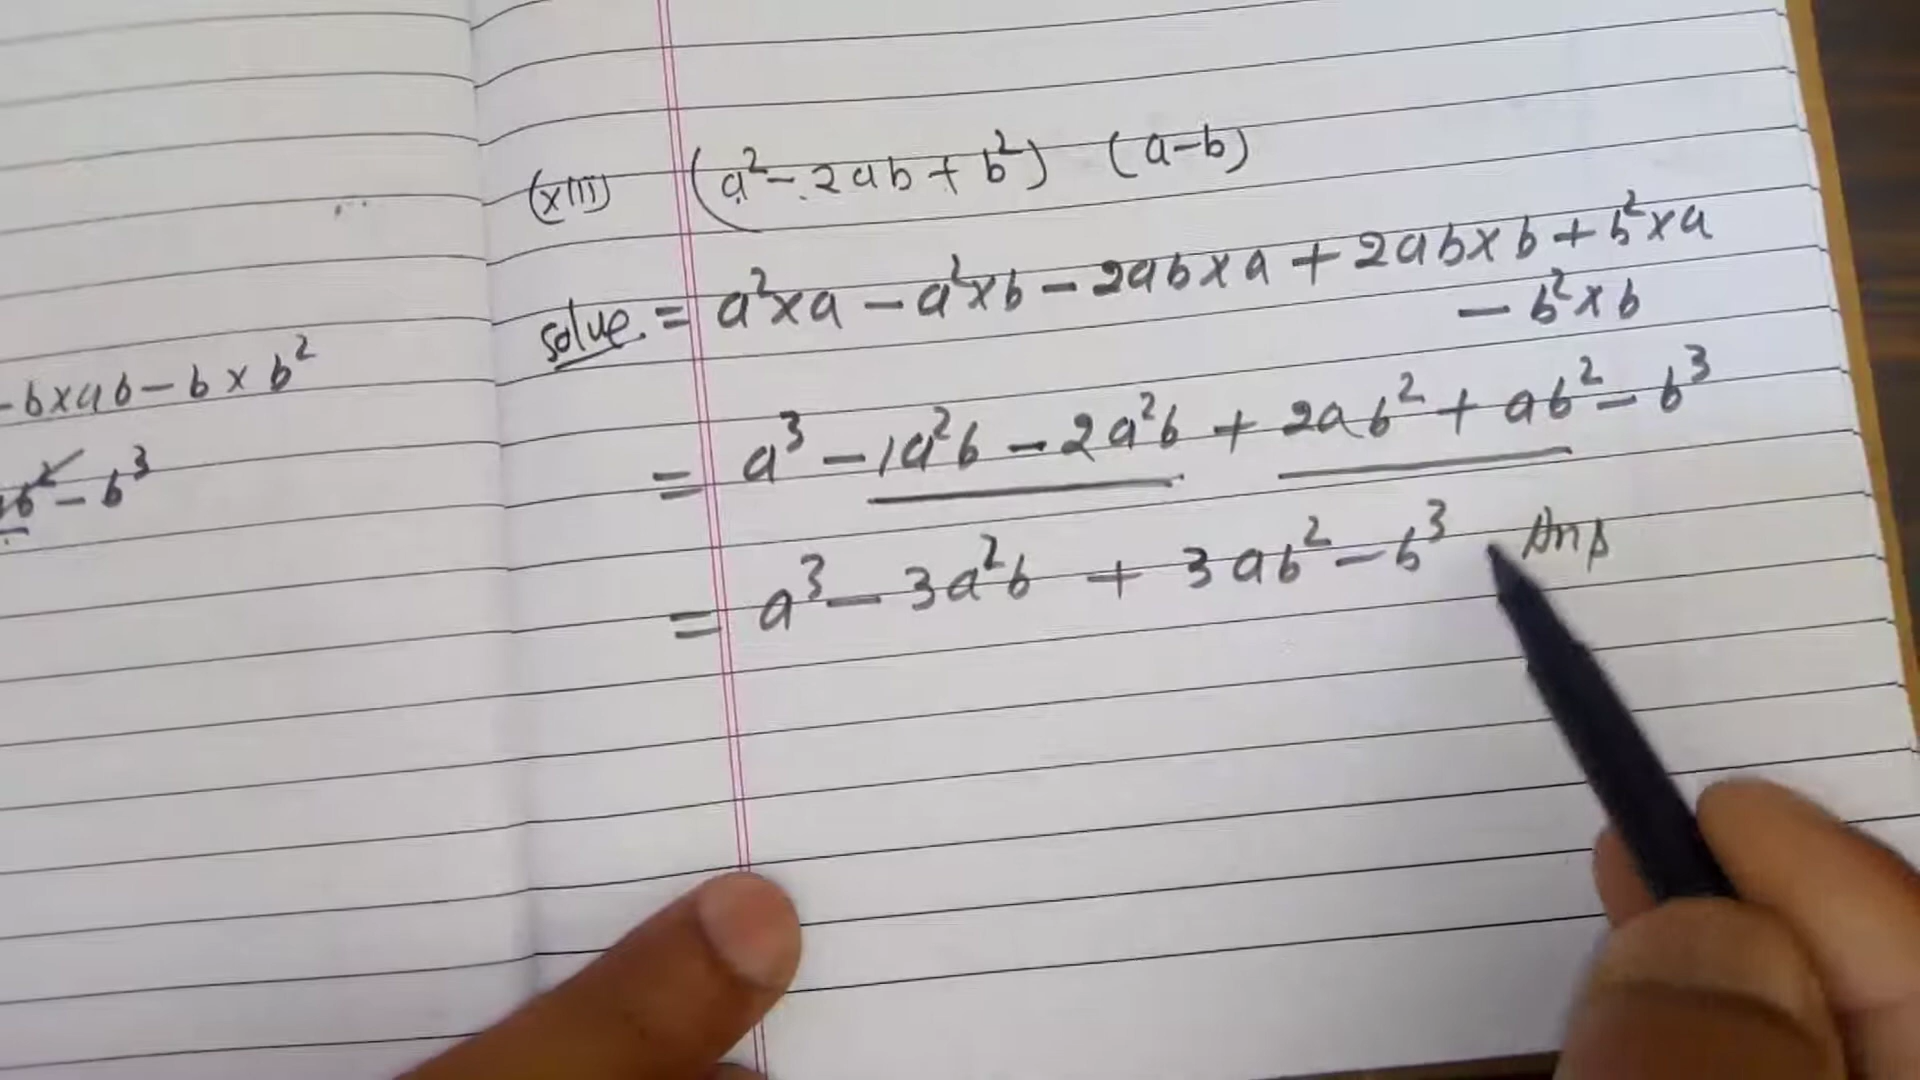 -b×ab-b×b²
b²-b³
(xiii) (a²-2ab+b²) (a-b)
solve. = a²×a - a²×b - 2ab×a + 2ab×b + b²×a
- b²×b
= a³ - 1a²b - 2a²b + 2ab² + ab² - b³
= a³ - 3a²b + 3ab² - b³ Ans